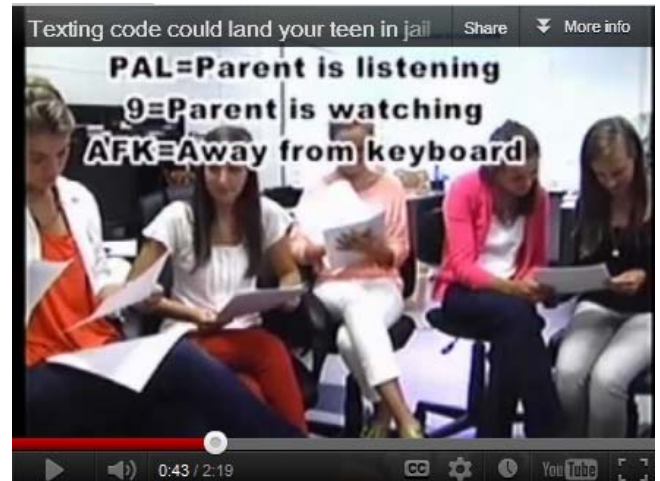 Texting code could land your teen in jail
Share
More info
PAL=Parent is listening
9=Parent is watching
AFK=Away from keyboard
0:43 / 2:19
CC
YouTube